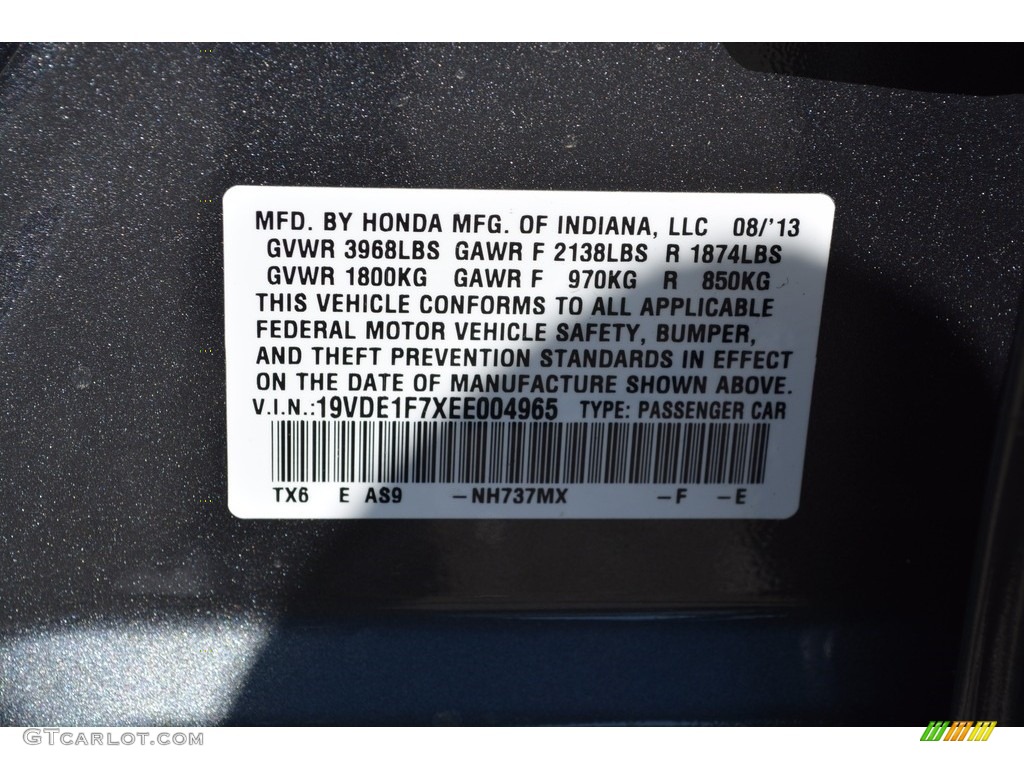 MFD. BY HONDA MFG. OF INDIANA, LLC 08/'13
GVWR 3968LBS GAWR F 2138LBS R 1874LBS
GVWR 1800KG GAWR F 970KG R 850KG
THIS VEHICLE CONFORMS TO ALL APPLICABLE
FEDERAL MOTOR VEHICLE SAFETY, BUMPER,
AND THEFT PREVENTION STANDARDS IN EFFECT
ON THE DATE OF MANUFACTURE SHOWN ABOVE.
V.I.N.:19VDE1F7XEE004965 TYPE: PASSENGER CAR
TX6 E AS9 –NH737MX –F –E
GTCarLot.com